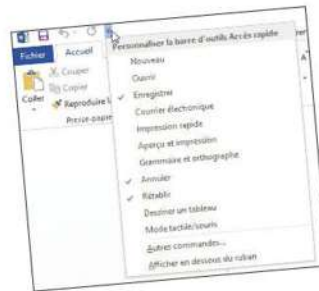 Fichier
Accueil
Couper
Copier
Coller
Reproduire l
Presse-papier
Personnaliser la barre d'outils Accès rapide
Nouveau
Ouvrir
Enregistrer
Courrier électronique
Impression rapide
Aperçu et impression
Grammaire et orthographe
Annuler
Rétablir
Dessiner un tableau
Mode tactile/souris
Autres commandes...
Afficher en dessous du ruban